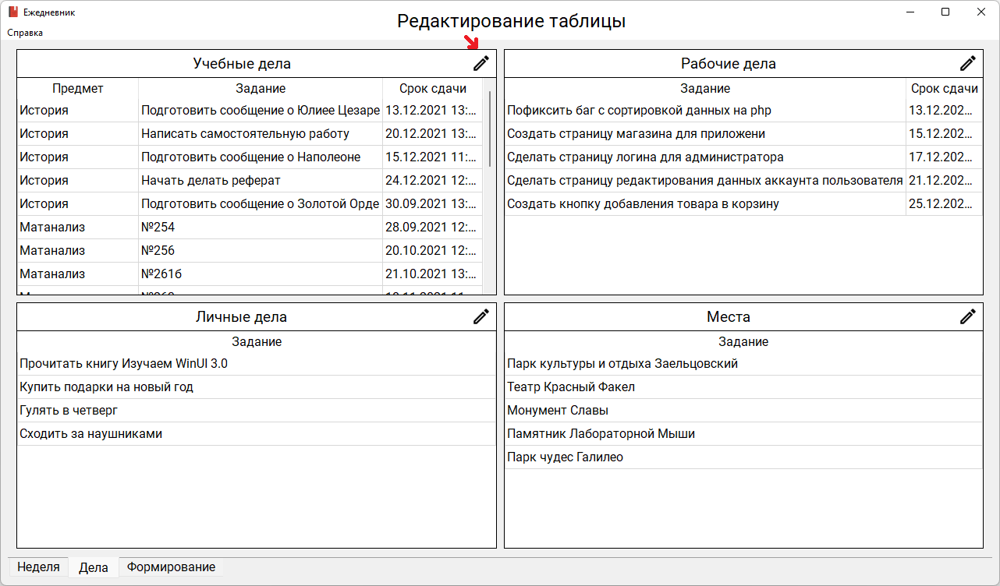 Ежедневник
Редактирование таблицы
Справка
Учебные дела
Предмет Задание Срок сдачи
История Подготовить сообщение о Юлиее Цезаре 13.12.2021 13:...
История Написать самостоятельную работу 20.12.2021 13:...
История Подготовить сообщение о Наполеоне 15.12.2021 11:...
История Начать делать реферат 24.12.2021 12:...
История Подготовить сообщение о Золотой Орде 30.09.2021 13:...
Матанализ №254 28.09.2021 12:...
Матанализ №256 20.10.2021 12:...
Матанализ №261б 21.10.2021 13:...
Рабочие дела
Задание Срок сдачи
Пофиксить баг с сортировкой данных на php 13.12.202...
Создать страницу магазина для приложени 15.12.202...
Сделать страницу логина для администратора 17.12.202...
Сделать страницу редактирования данных аккаунта пользователя 21.12.202...
Создать кнопку добавления товара в корзину 25.12.202...
Личные дела
Задание
Прочитать книгу Изучаем WinUI 3.0
Купить подарки на новый год
Гулять в четверг
Сходить за наушниками
Места
Задание
Парк культуры и отдыха Заельцовский
Театр Красный Факел
Монумент Славы
Памятник Лабораторной Мыши
Парк чудес Галилео
Неделя Дела Формирование